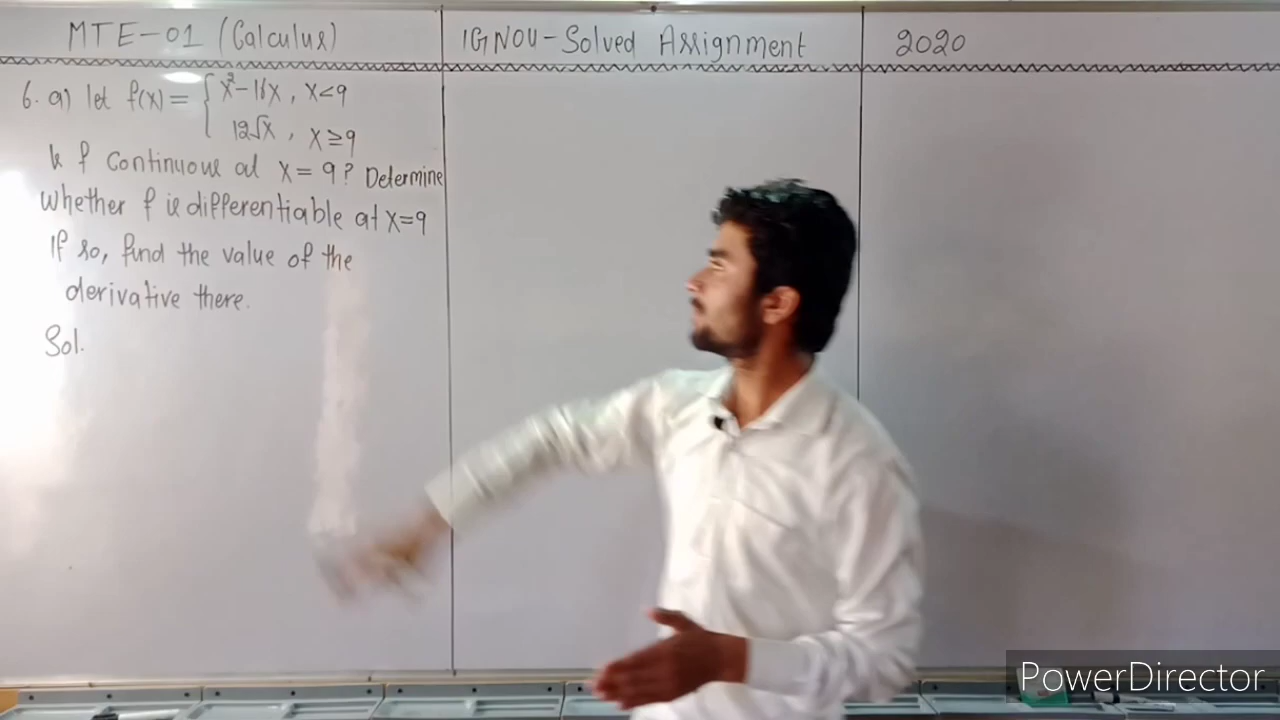 MTE-01 (Calculus)
IGNOU-Solved Assignment
2020
6. a) let f(x) = { x²-16x, x<9
12√x, x≥9
Is f Continuous at x = 9? Determine
Whether f is differentiable at x=9
If so, find the value of the
derivative there.
Sol.
PowerDirector